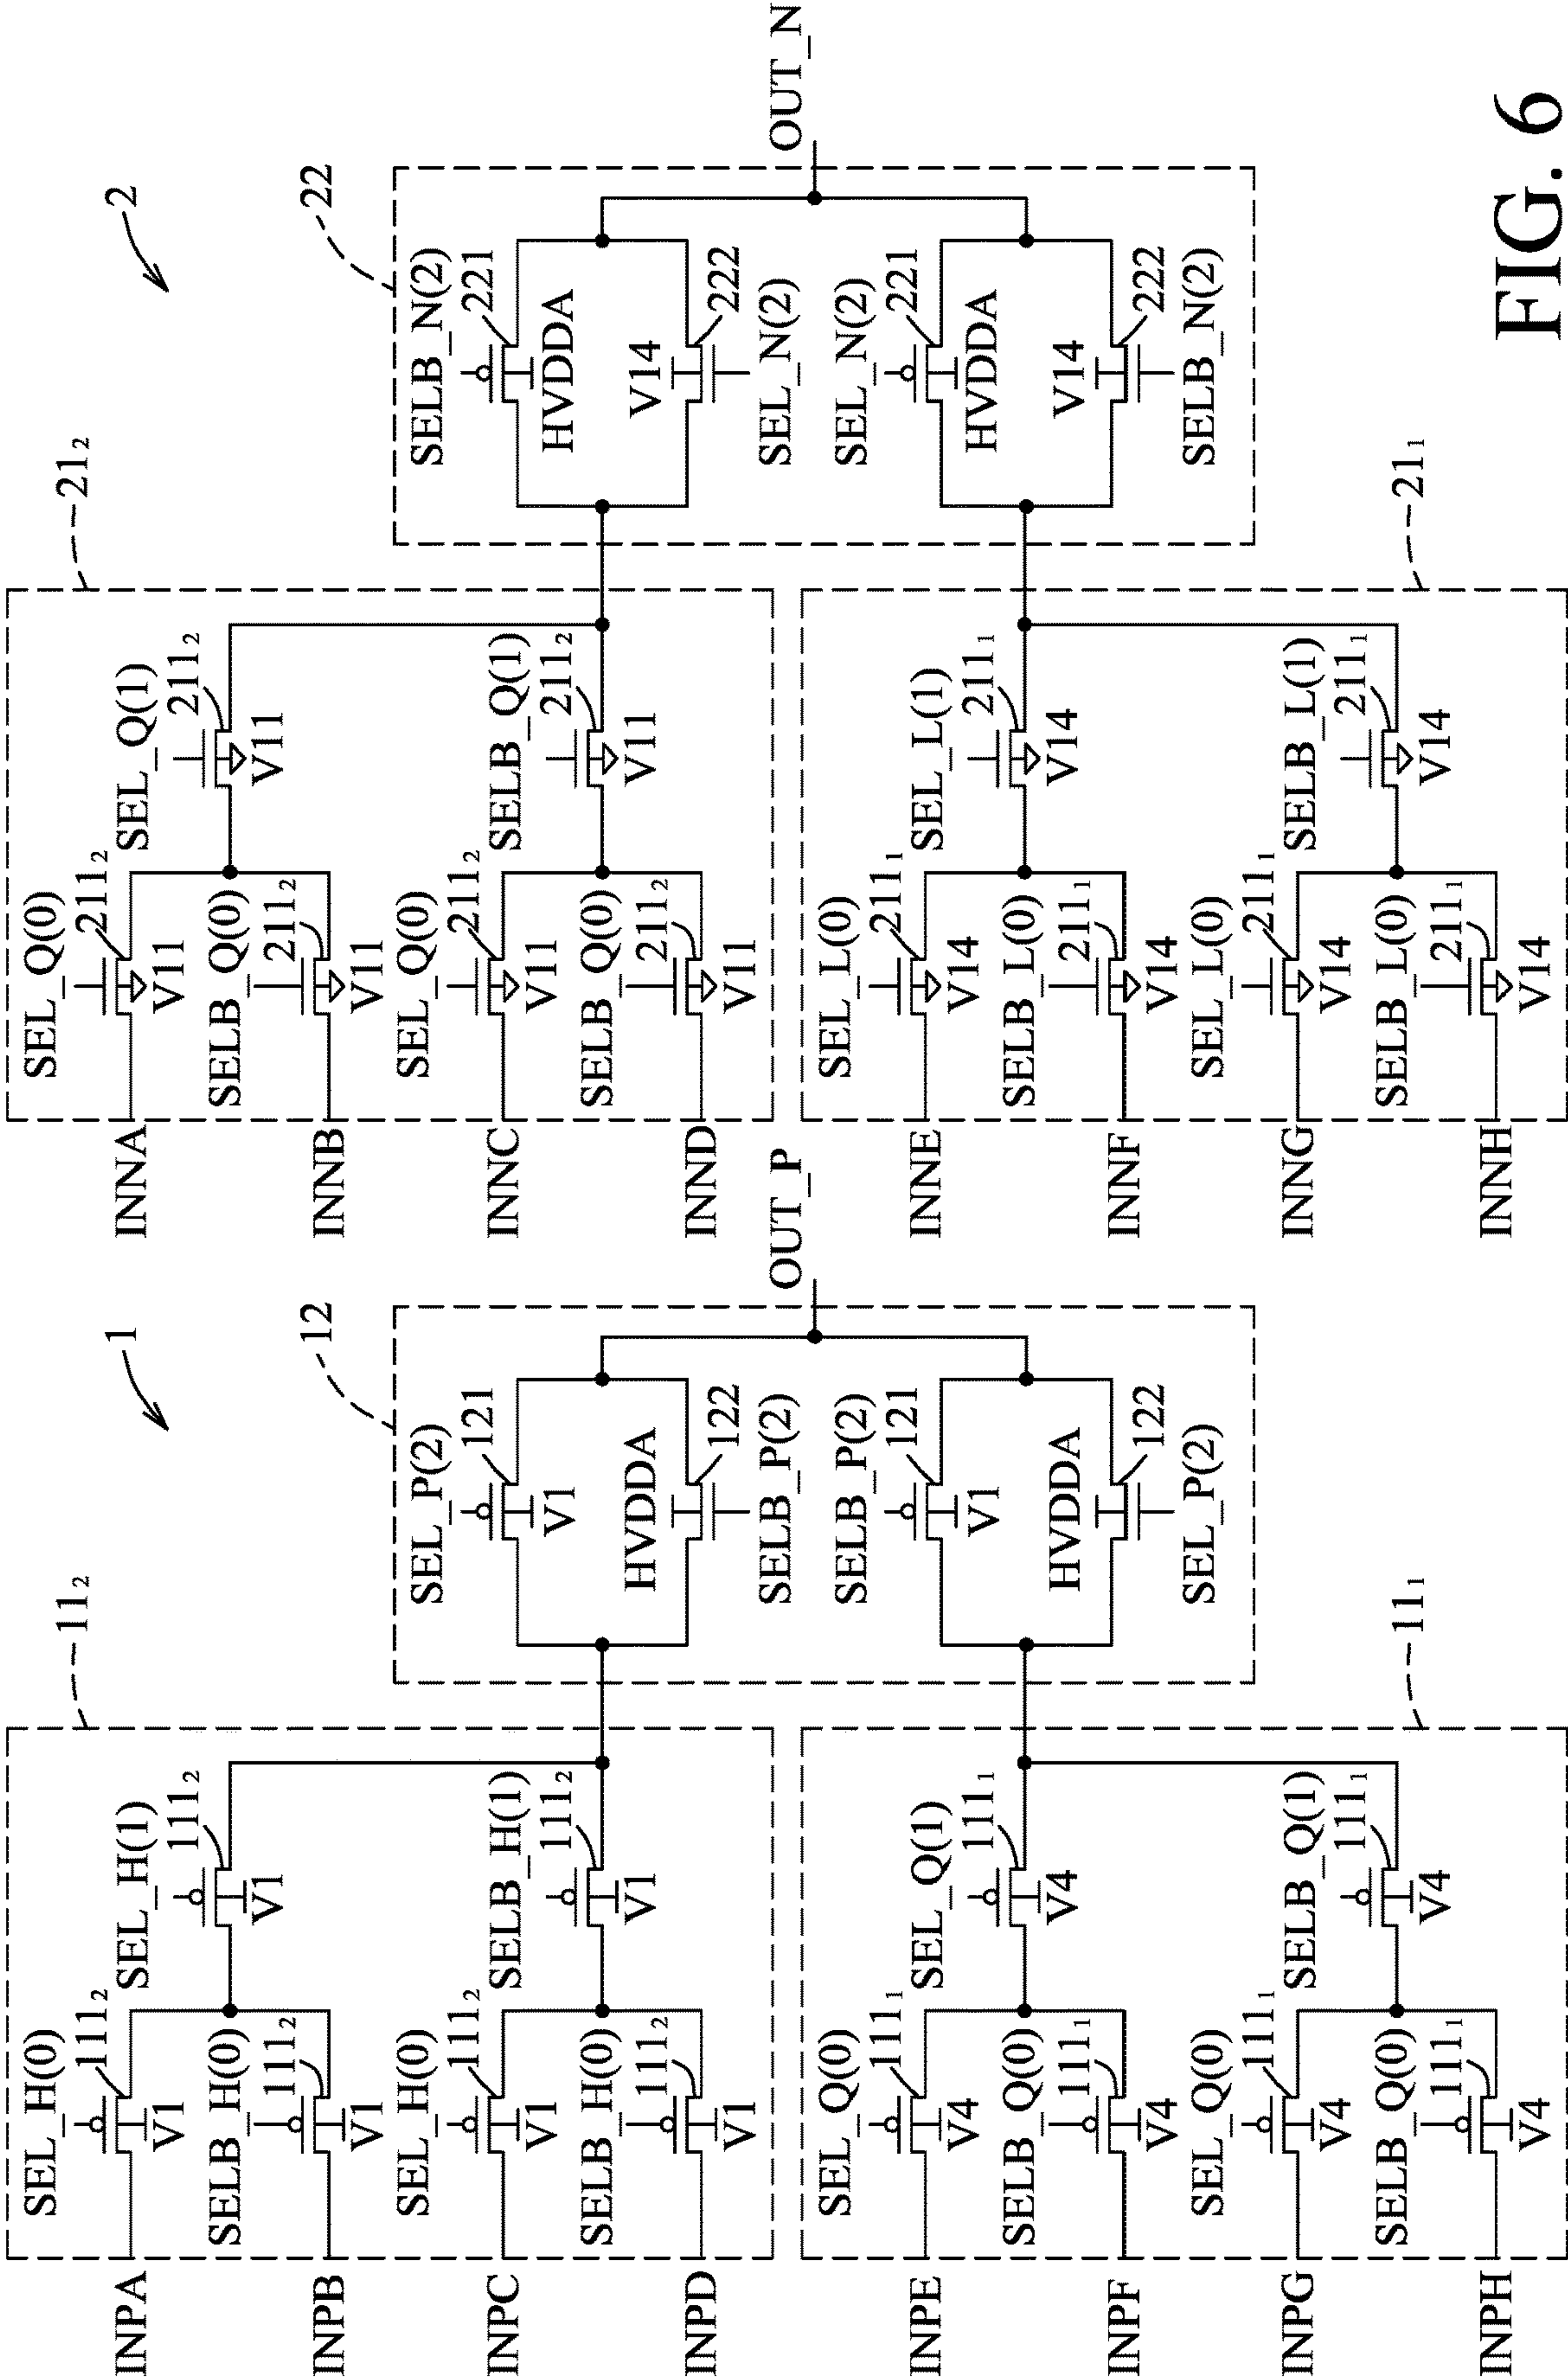 1
11₂
SEL_H(0)
111₂
INPA
V1
SEL_H(1)
111₂
V1
SELB_H(0)
111₂
INPB
V1
SEL_H(0)
111₂
INPC
V1
SELB_H(1)
111₂
V1
SELB_H(0)
111₂
INPD
V1
12
SEL_P(2)
121
V1
HVDDA
122
SELB_P(2)
SELB_P(2)
121
V1
HVDDA
122
SEL_P(2)
OUT_P
SEL_Q(0)
111₁
INPE
V4
SEL_Q(1)
111₁
V4
SELB_Q(0)
111₁
INPF
V4
SEL_Q(0)
111₁
INPG
V4
SELB_Q(1)
111₁
V4
SELB_Q(0)
111₁
INPH
V4
11₁
2
21₂
SEL_Q(0)
211₂
INNA
V11
SEL_Q(1)
211₂
V11
SELB_Q(0)
211₂
INNB
V11
SEL_Q(0)
211₂
INNC
V11
SELB_Q(1)
211₂
V11
SELB_Q(0)
211₂
INND
V11
22
SELB_N(2)
221
HVDDA
V14
222
SEL_N(2)
SEL_N(2)
221
HVDDA
V14
222
SELB_N(2)
OUT_N
SEL_L(0)
211₁
INNE
V14
SEL_L(1)
211₁
V14
SELB_L(0)
211₁
INNF
V14
SEL_L(0)
211₁
INNG
V14
SELB_L(1)
211₁
V14
SELB_L(0)
211₁
INNH
V14
21₁
FIG. 6